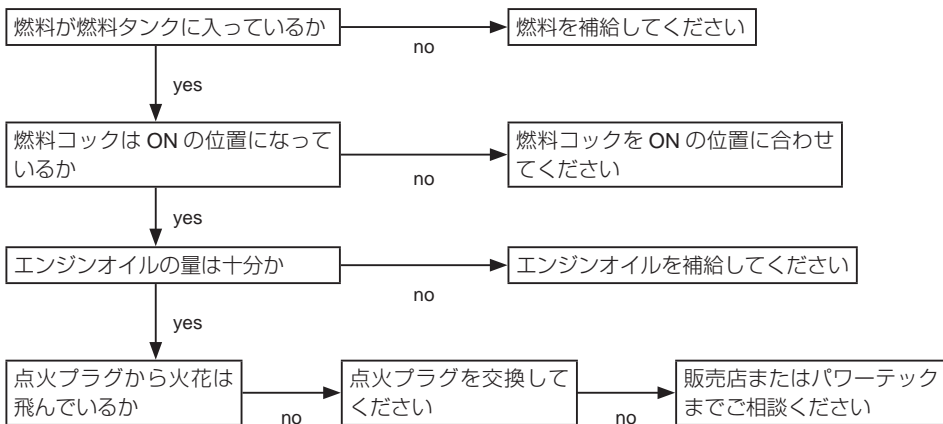 燃料が燃料タンクに入っているか
no
燃料を補給してください
yes
燃料コックは ON の位置になって
いるか
no
燃料コックを ON の位置に合わせ
てください
yes
エンジンオイルの量は十分か
no
エンジンオイルを補給してください
yes
点火プラグから火花は
飛んでいるか
no
点火プラグを交換して
ください
no
販売店またはパワーテック
までご相談ください